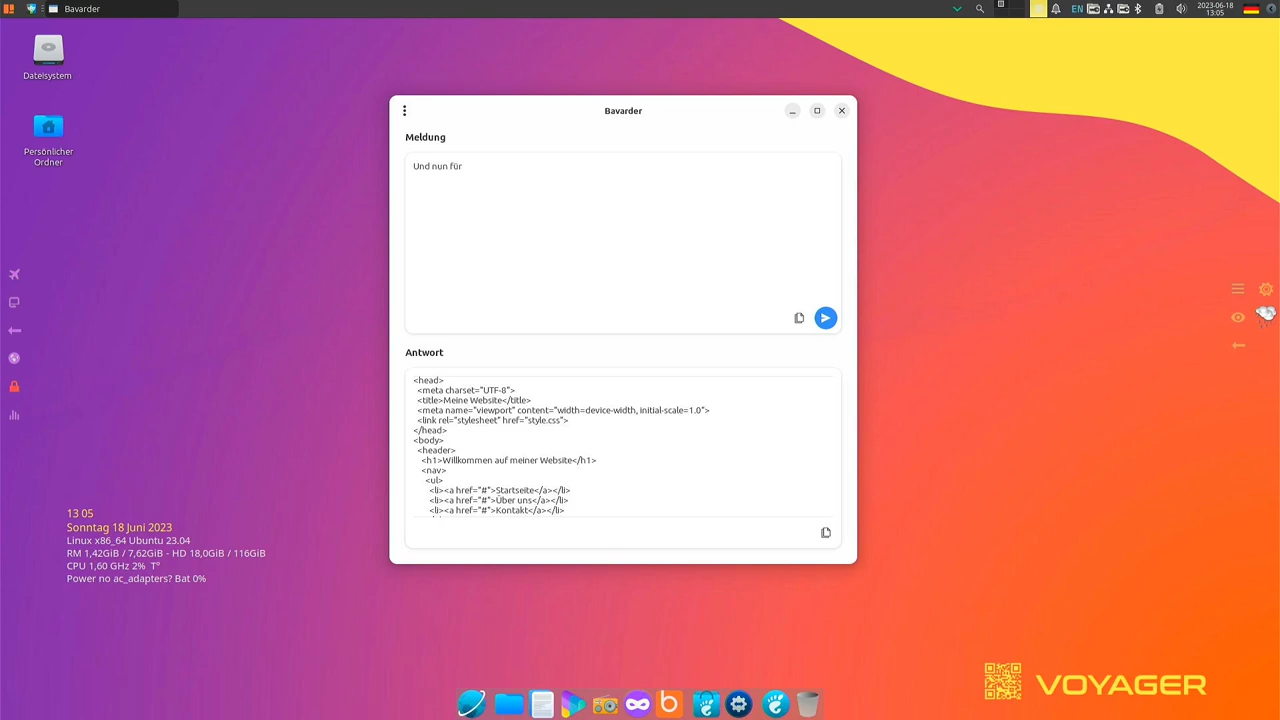 Bavarder
EN
2023-06-18
13:05
Dateisystem
Persönlicher
Ordner
Bavarder
Meldung
Und nun für
Antwort
<head>
<meta charset="UTF-8">
<title>Meine Website</title>
<meta name="viewport" content="width=device-width, initial-scale=1.0">
<link rel="stylesheet" href="style.css">
</head>
<body>
<header>
<h1>Willkommen auf meiner Website</h1>
<nav>
<ul>
<li><a href="#">Startseite</a></li>
<li><a href="#">Über uns</a></li>
<li><a href="#">Kontakt</a></li>
13 05
Sonntag 18 Juni 2023
Linux x86_64 Ubuntu 23.04
RM 1,42GiB / 7,62GiB - HD 18,0GiB / 116GiB
CPU 1,60 GHz 2% T°
Power no ac_adapters? Bat 0%
VOYAGER